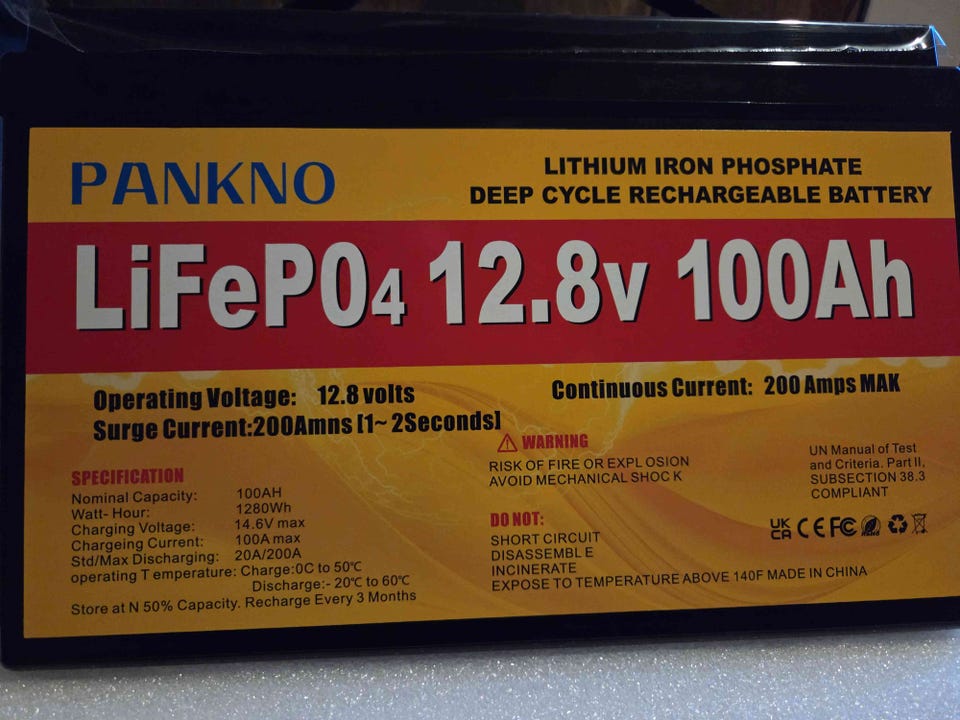 PANKNO
LITHIUM IRON PHOSPHATE
DEEP CYCLE RECHARGEABLE BATTERY
LiFePO4 12.8v 100Ah
Operating Voltage: 12.8 volts
Continuous Current: 200 Amps MAK
Surge Current:200Amns [1~2Seconds]
SPECIFICATION
Nominal Capacity: 100AH
Watt- Hour: 1280Wh
Charging Voltage: 14.6V max
Chargeing Current: 100A max
Std/Max Discharging: 20A/200A
operating T emperature: Charge:0C to 50℃
Discharge:- 20℃ to 60℃
Store at N 50% Capacity. Recharge Every 3 Months
⚠ WARNING
RISK OF FIRE OR EXPL OSION
AVOID MECHANICAL SHOC K
DO NOT:
SHORT CIRCUIT
DISASSEMBL E
INCINERATE
EXPOSE TO TEMPERATURE ABOVE 140F MADE IN CHINA
UN Manual of Test
and Criteria. Part II,
SUBSECTION 38.3
COMPLIANT
UK
CA CE FC